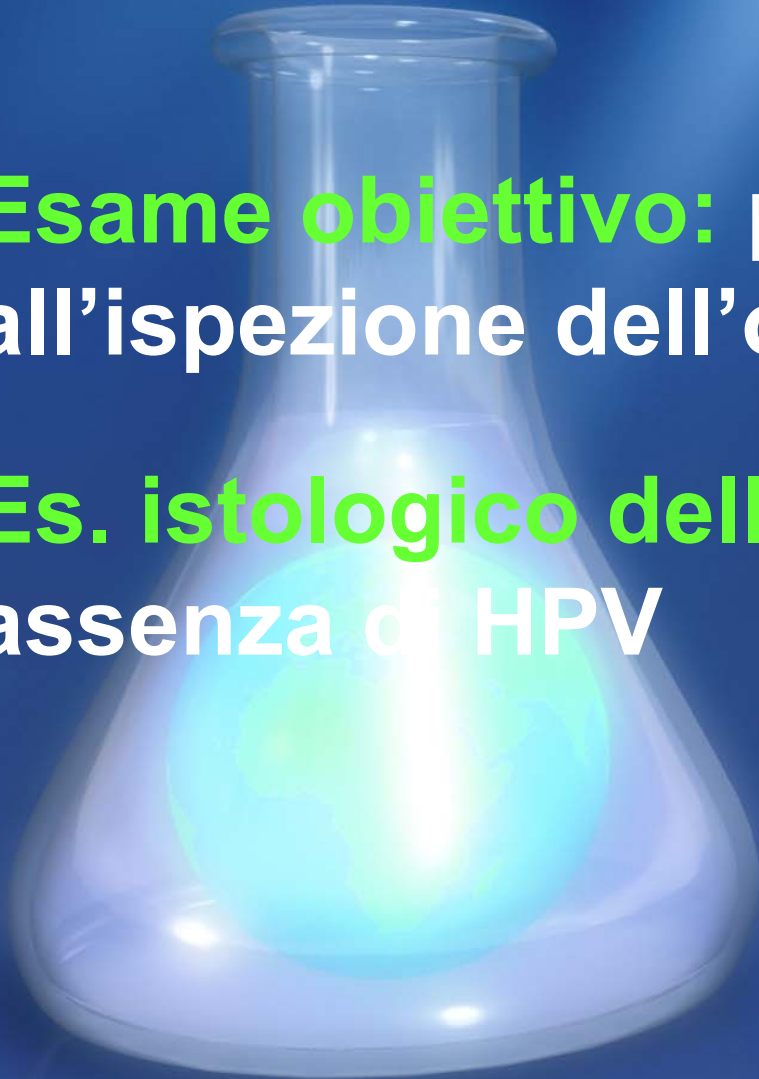 Esame obiettivo: p
all’ispezione dell’o
Es. istologico dell
assenza di HPV